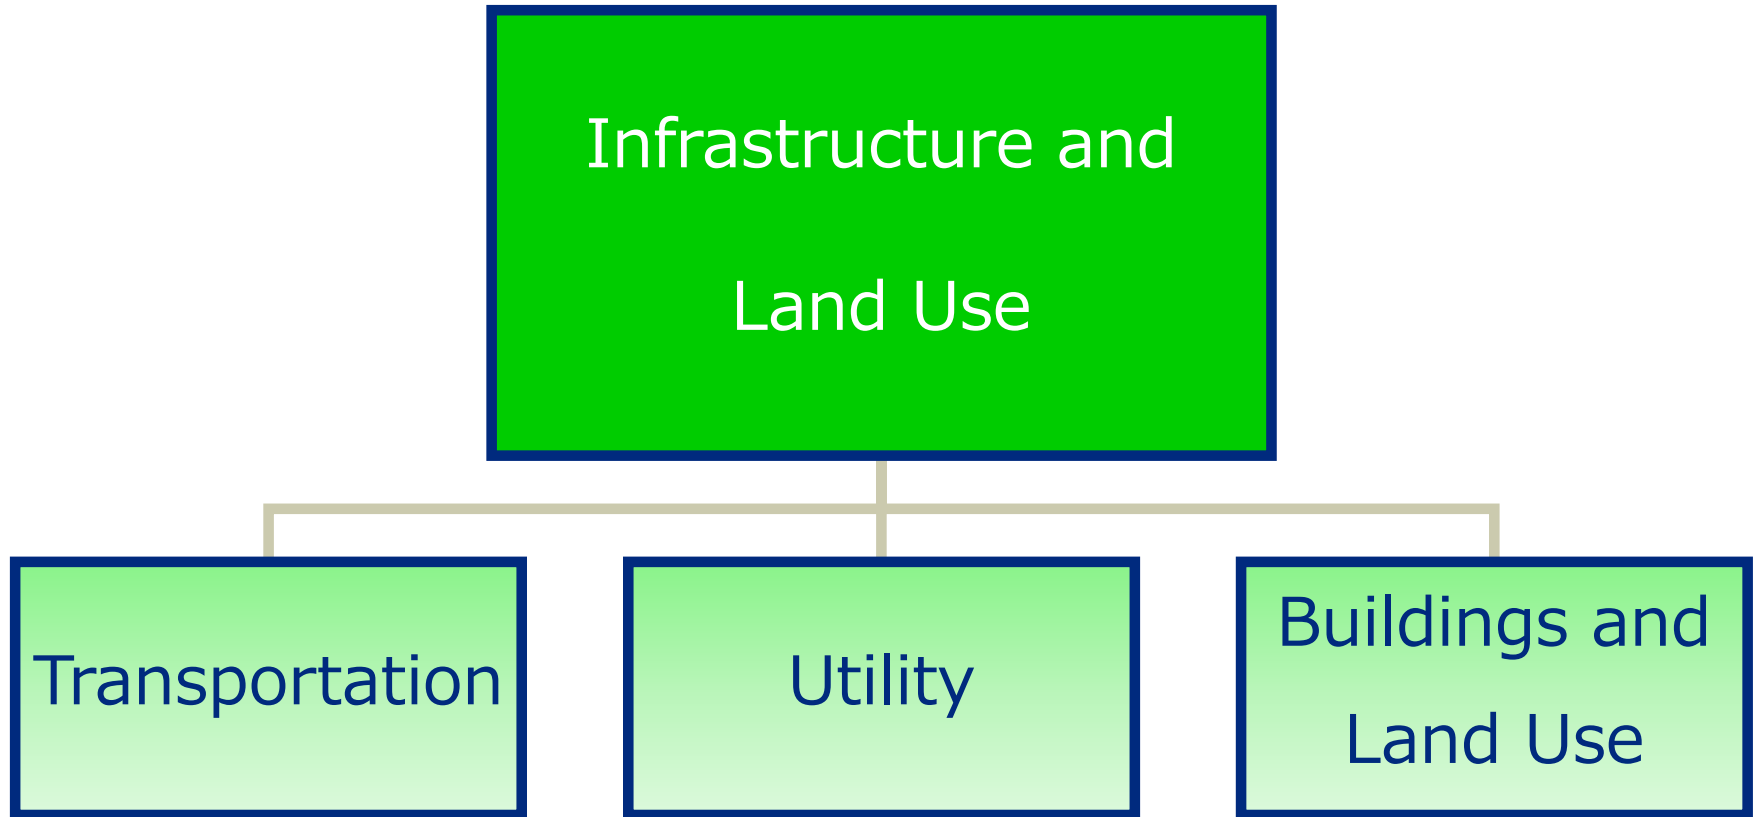 Infrastructure and
Land Use
Transportation
Utility
Buildings and
Land Use